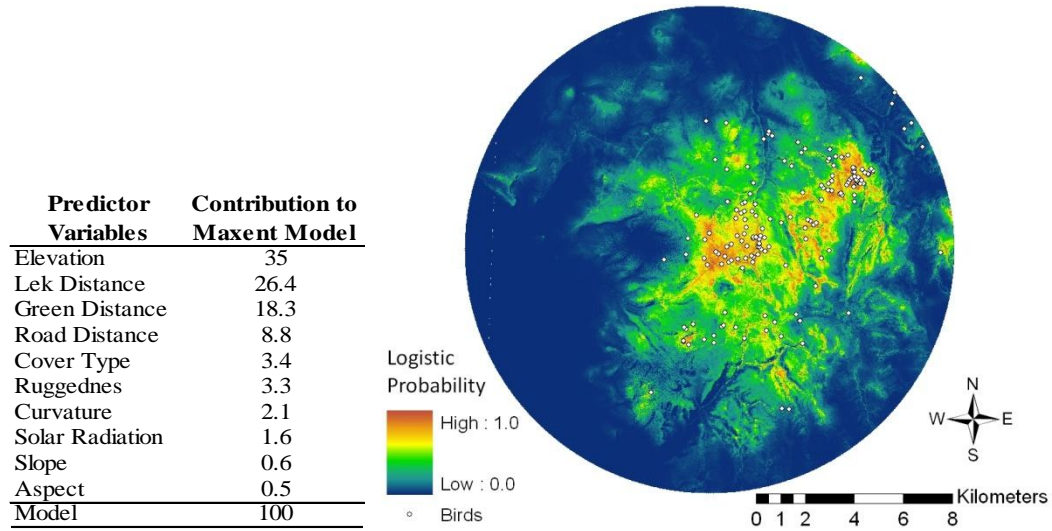 Predictor Variables Contribution to Maxent Model
Elevation 35
Lek Distance 26.4
Green Distance 18.3
Road Distance 8.8
Cover Type 3.4
Ruggednes 3.3
Curvature 2.1
Solar Radiation 1.6
Slope 0.6
Aspect 0.5
Model 100
Logistic
Probability
High : 1.0
Low : 0.0
Birds
N
W E
S
Kilometers
0 1 2 4 6 8